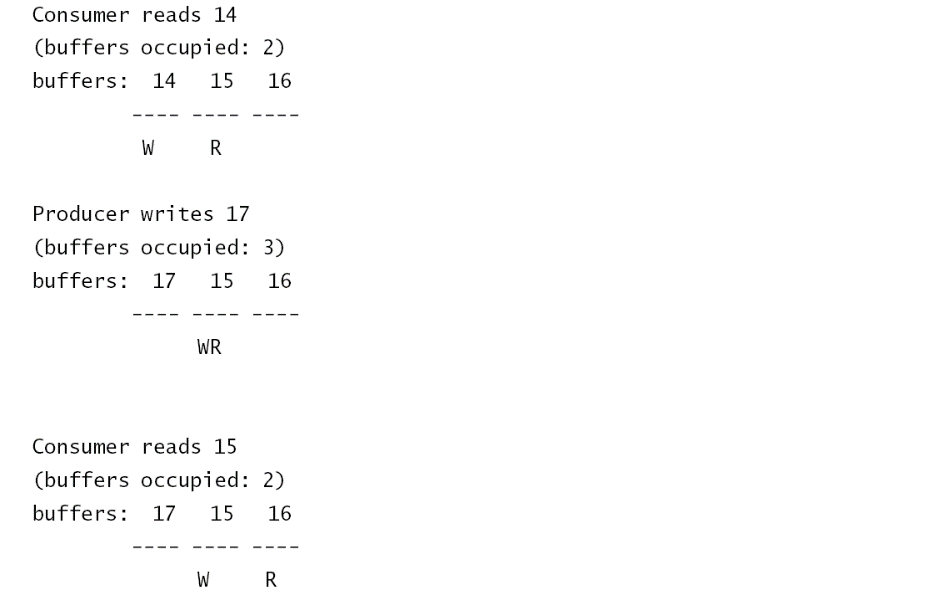 Consumer reads 14
(buffers occupied: 2)
buffers:  14   15   16
         ---- ---- ----
          W    R
Producer writes 17
(buffers occupied: 3)
buffers:  17   15   16
         ---- ---- ----
              WR
Consumer reads 15
(buffers occupied: 2)
buffers:  17   15   16
         ---- ---- ----
              W    R